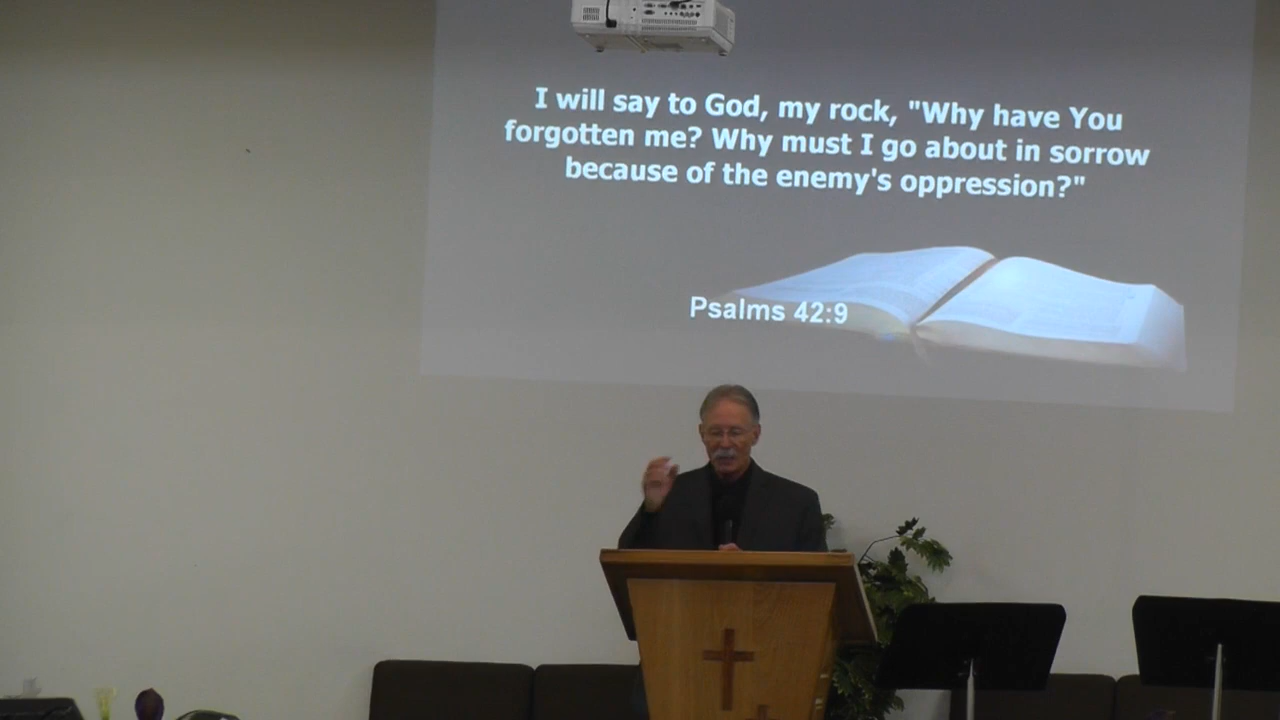 I will say to God, my rock, "Why have You
forgotten me? Why must I go about in sorrow
because of the enemy's oppression?"
Psalms 42:9